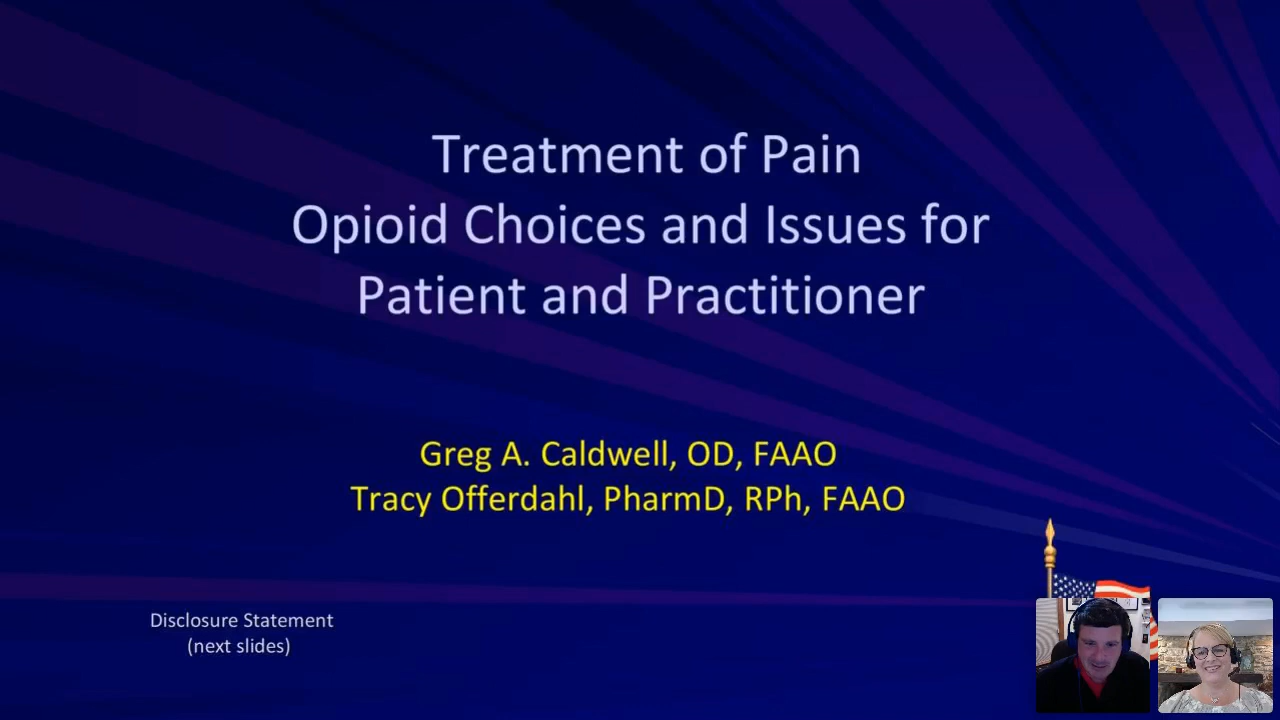 Treatment of Pain
Opioid Choices and Issues for
Patient and Practitioner
Greg A. Caldwell, OD, FAAO
Tracy Offerdahl, PharmD, RPh, FAAO
Disclosure Statement
(next slides)